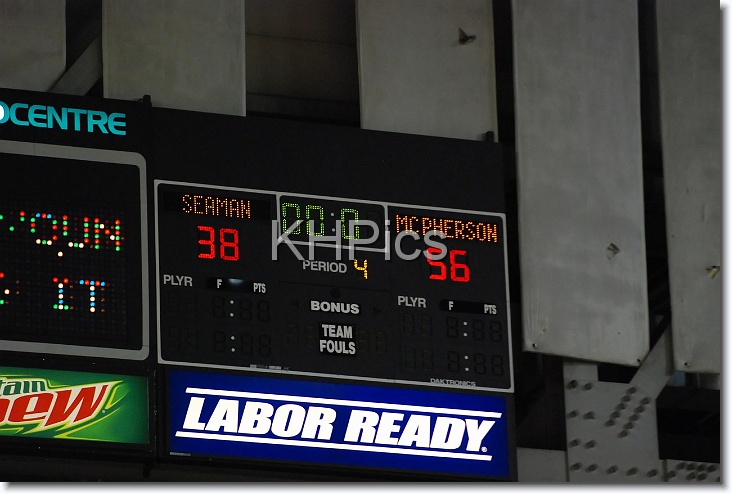 OCENTRE
SEAMAN
00:0
MCPHERSON
38
56
PERIOD 4
PLYR F PTS
PLYR F PTS
BONUS
TEAM
FOULS
DAKTRONICS
LABOR READY
KHPics